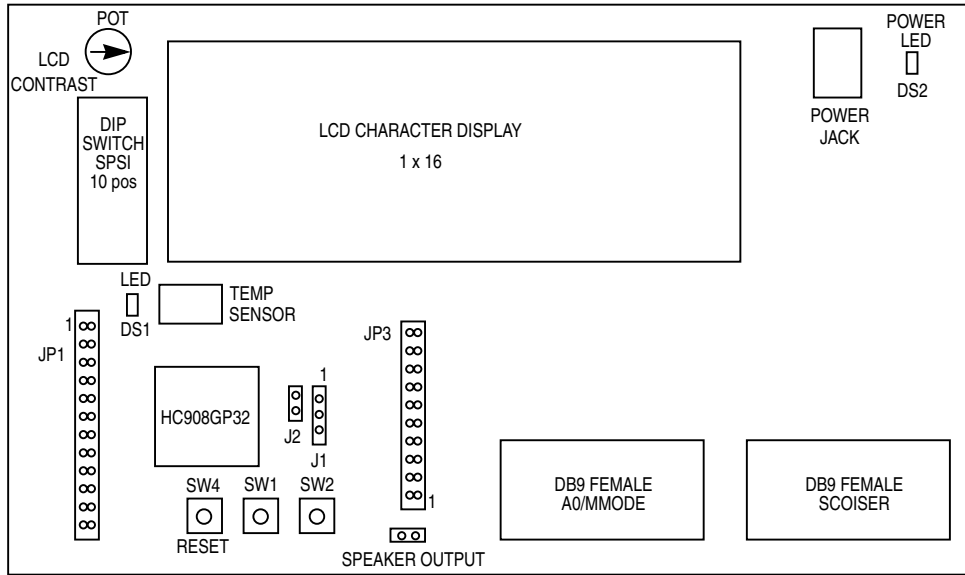 POT
LCD
CONTRAST
DIP
SWITCH
SPSI
10 pos
LCD CHARACTER DISPLAY
1 x 16
POWER
JACK
POWER
LED
DS2
LED
DS1
TEMP
SENSOR
1
JP1
HC908GP32
J2
1
J1
JP3
1
SW4
RESET
SW1
SW2
SPEAKER OUTPUT
DB9 FEMALE
A0/MMODE
DB9 FEMALE
SCOISER